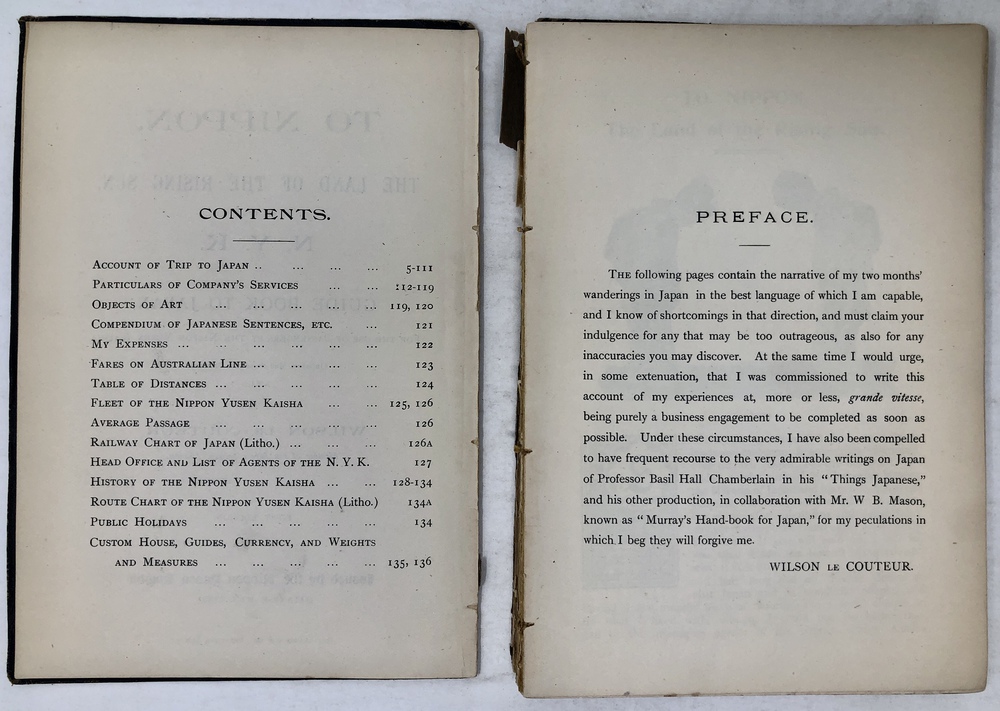 CONTENTS.
ACCOUNT OF TRIP TO JAPAN .. ... ... ... 5-111
PARTICULARS OF COMPANY'S SERVICES ... ... 112-119
OBJECTS OF ART ... ... ... ... ... 119, 120
COMPENDIUM OF JAPANESE SENTENCES, ETC. ... 121
MY EXPENSES ... ... ... ... ... ... 122
FARES ON AUSTRALIAN LINE ... ... ... ... 123
TABLE OF DISTANCES ... ... ... ... ... 124
FLEET OF THE NIPPON YUSEN KAISHA ... ... 125, 126
AVERAGE PASSAGE ... ... ... ... ... 126
RAILWAY CHART OF JAPAN (LITHO.) ... ... ... 126A
HEAD OFFICE AND LIST OF AGENTS OF THE N. Y. K. 127
HISTORY OF THE NIPPON YUSEN KAISHA ... ... 128-134
ROUTE CHART OF THE NIPPON YUSEN KAISHA (LITHO.) 134A
PUBLIC HOLIDAYS ... ... ... ... ... 134
CUSTOM HOUSE, GUIDES, CURRENCY, AND WEIGHTS
AND MEASURES ... ... ... ... ... 135, 136
PREFACE.
THE following pages contain the narrative of my two months'
wanderings in Japan in the best language of which I am capable,
and I know of shortcomings in that direction, and must claim your
indulgence for any that may be too outrageous, as also for any
inaccuracies you may discover. At the same time I would urge,
in some extenuation, that I was commissioned to write this
account of my experiences at, more or less, grande vitesse,
being purely a business engagement to be completed as soon as
possible. Under these circumstances, I have also been compelled
to have frequent recourse to the very admirable writings on Japan
of Professor Basil Hall Chamberlain in his "Things Japanese,"
and his other production, in collaboration with Mr. W B. Mason,
known as "Murray's Hand-book for Japan," for my peculations in
which I beg they will forgive me.
WILSON LE COUTEUR.